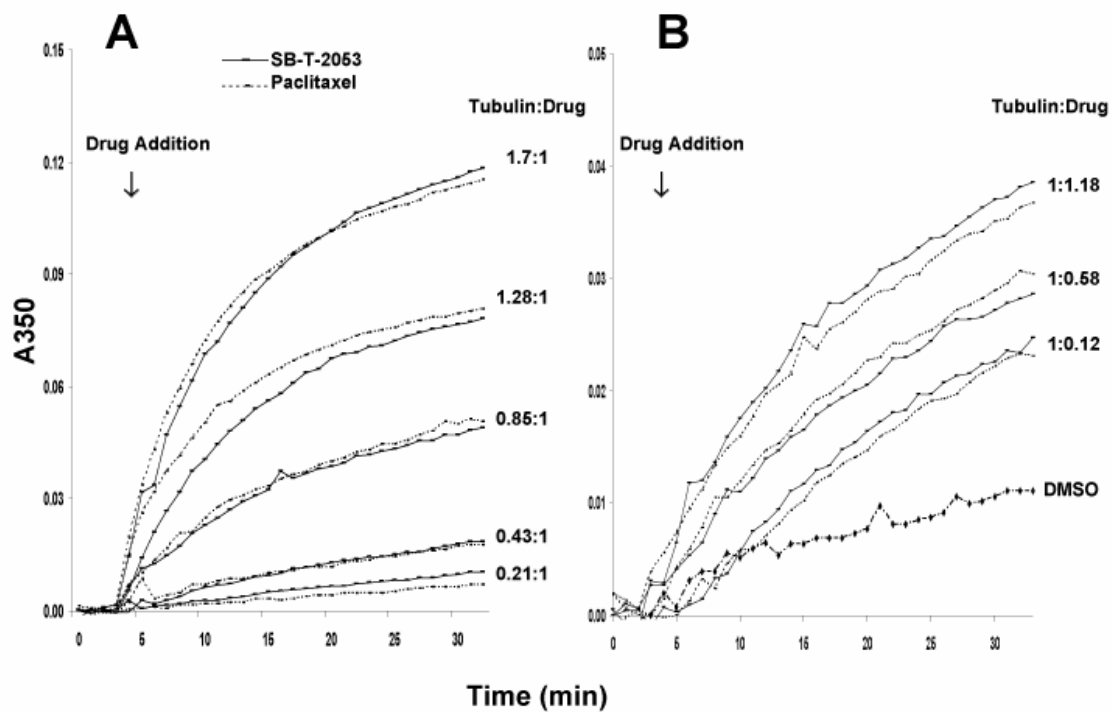 A
B
0.15
SB-T-2053
Paclitaxel
Tubulin:Drug
Drug Addition
1.7:1
0.12
0.09
1.28:1
A350
0.06
0.85:1
0.03
0.43:1
0.21:1
0.00
0 5 10 15 20 25 30
0.05
Tubulin:Drug
Drug Addition
0.04
1:1.18
0.03
1:0.58
1:0.12
0.02
0.01
DMSO
0.00
0 5 10 15 20 25 30
Time (min)